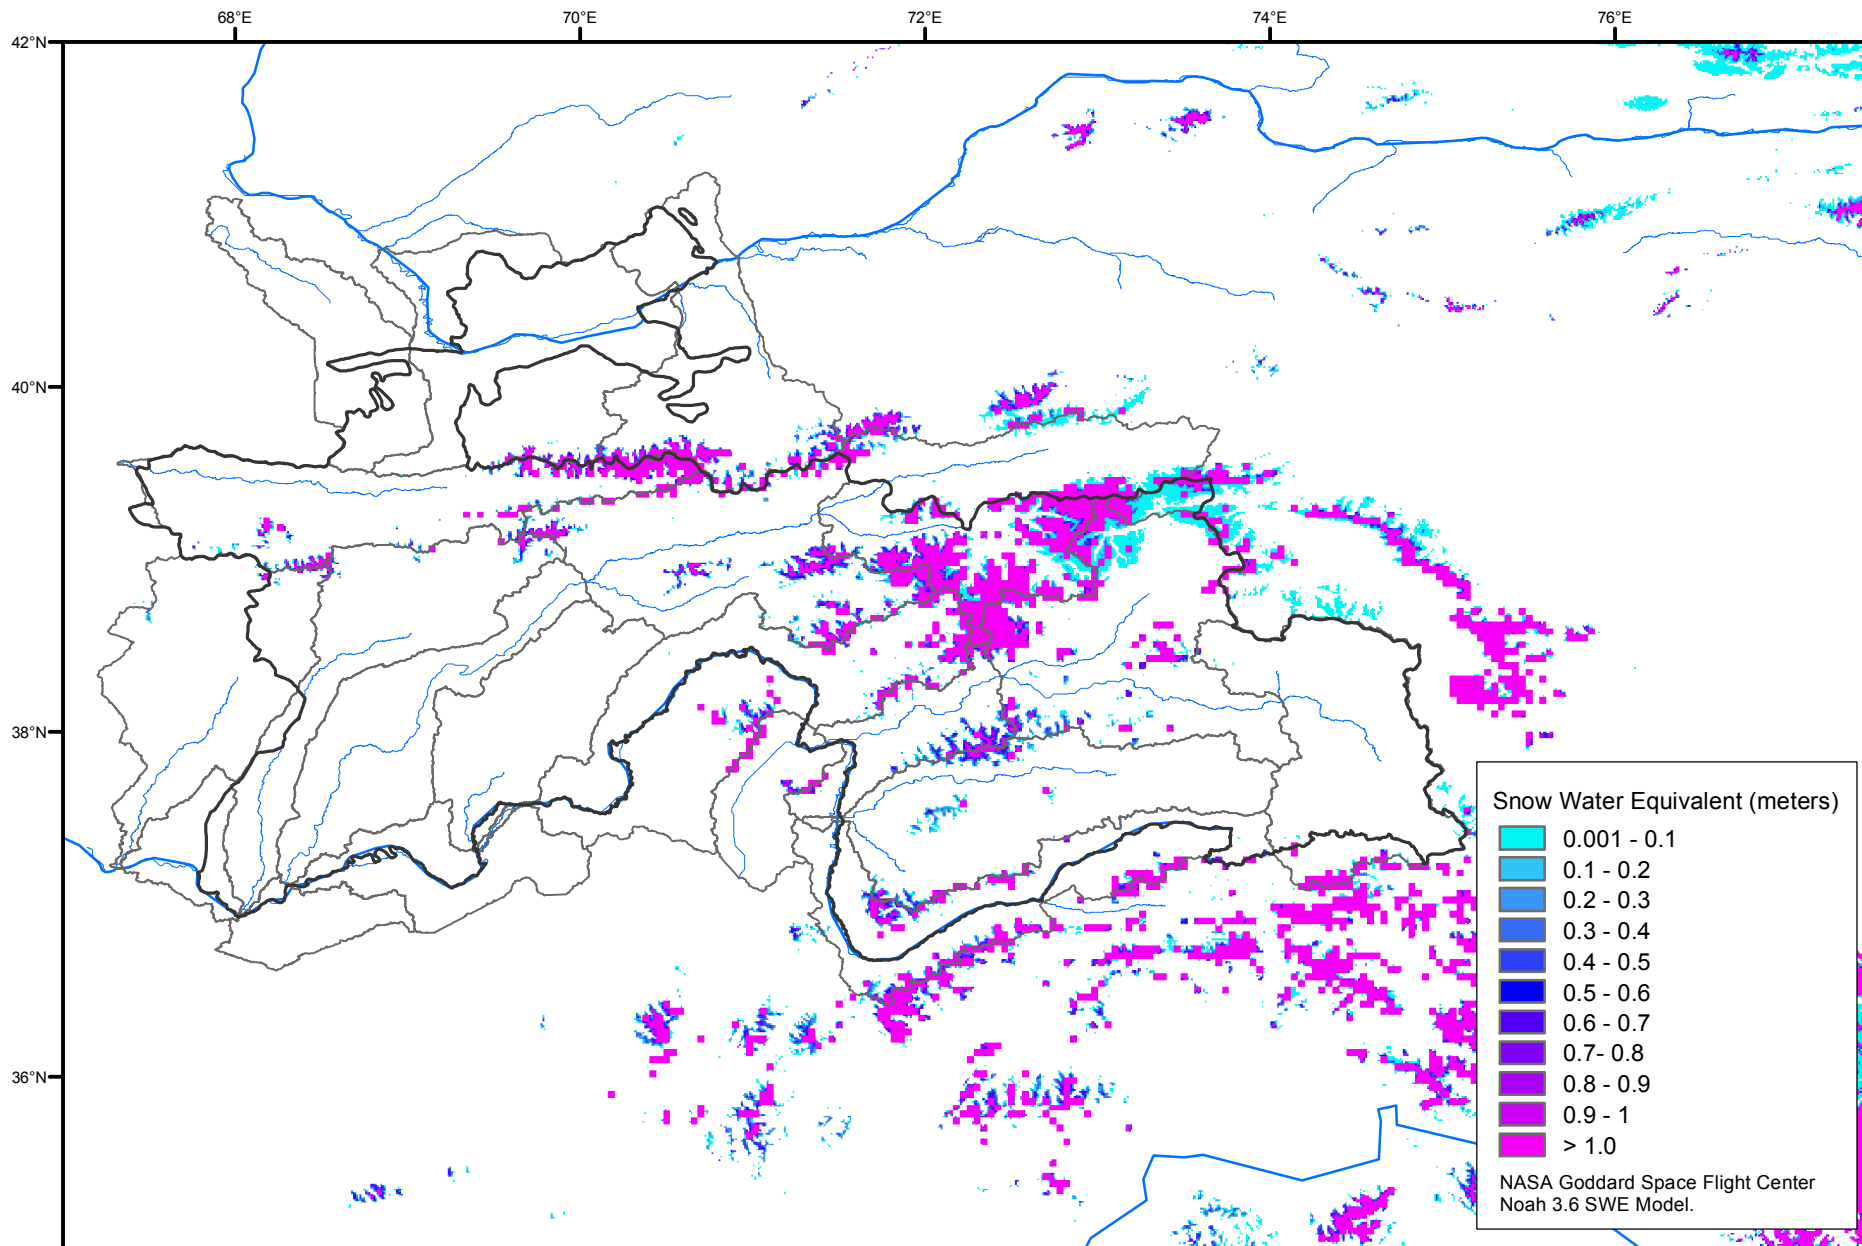 68°E
70°E
72°E
74°E
76°E
42°N
40°N
38°N
36°N
Snow Water Equivalent (meters)
0.001 - 0.1
0.1 - 0.2
0.2 - 0.3
0.3 - 0.4
0.4 - 0.5
0.5 - 0.6
0.6 - 0.7
0.7- 0.8
0.8 - 0.9
0.9 - 1
> 1.0
NASA Goddard Space Flight Center
Noah 3.6 SWE Model.